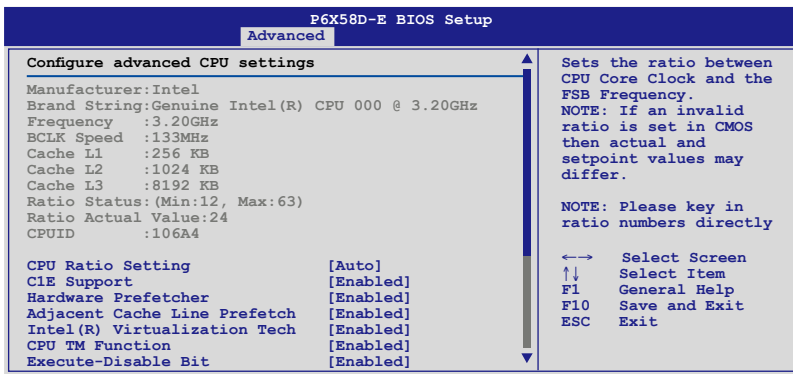 P6X58D-E BIOS Setup
Advanced
Configure advanced CPU settings
Manufacturer:Intel
Brand String:Genuine Intel(R) CPU 000 @ 3.20GHz
Frequency :3.20GHz
BCLK Speed :133MHz
Cache L1 :256 KB
Cache L2 :1024 KB
Cache L3 :8192 KB
Ratio Status:(Min:12, Max:63)
Ratio Actual Value:24
CPUID :106A4
CPU Ratio Setting [Auto]
C1E Support [Enabled]
Hardware Prefetcher [Enabled]
Adjacent Cache Line Prefetch [Enabled]
Intel(R) Virtualization Tech [Enabled]
CPU TM Function [Enabled]
Execute-Disable Bit [Enabled]
Sets the ratio between
CPU Core Clock and the
FSB Frequency.
NOTE: If an invalid
ratio is set in CMOS
then actual and
setpoint values may
differ.
NOTE: Please key in
ratio numbers directly
←→ Select Screen
↑↓ Select Item
F1 General Help
F10 Save and Exit
ESC Exit